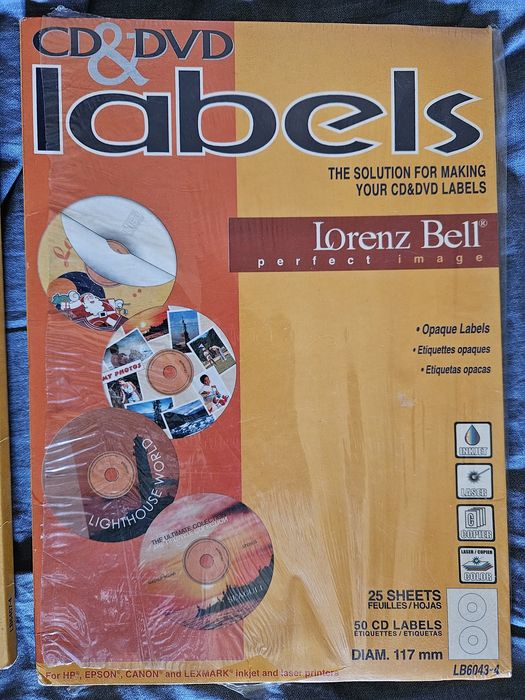 CD & DVD
labels
THE SOLUTION FOR MAKING
YOUR CD&DVD LABELS
Lorenz Bell®
perfect image
• Opaque Labels
• Etiquettes opaques
• Etiquetas opacas
MY PHOTOS
LIGHTHOUSE WORLD
THE ULTIMATE
INKJET
LASER
COPIER
LASER / COPIER
COLOR
25 SHEETS
FEUILLES / HOJAS
50 CD LABELS
ÉTIQUETTES / ETIQUETAS
DIAM. 117 mm
LB6043-4
For HP®, EPSON®, CANON® and LEXMARK® inkjet and laser printers